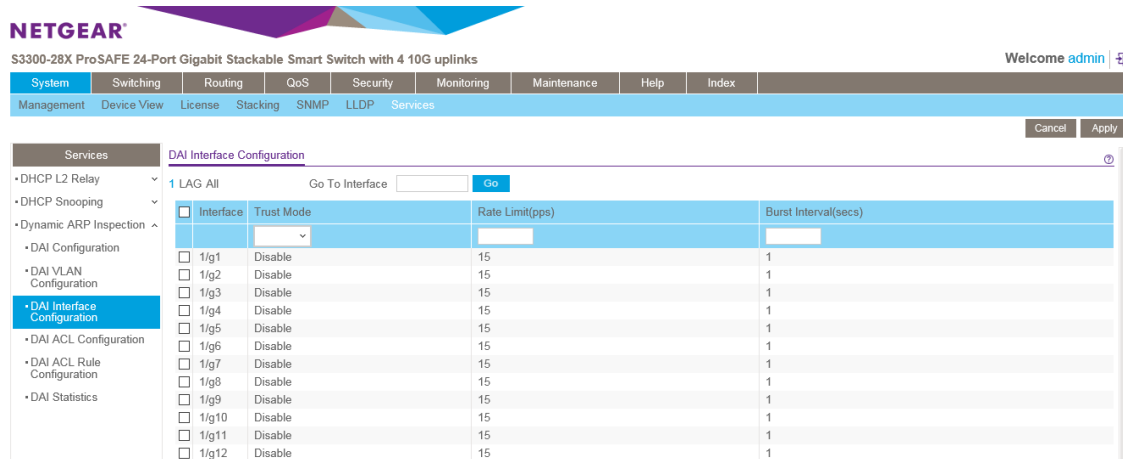 NETGEAR®
S3300-28X ProSAFE 24-Port Gigabit Stackable Smart Switch with 4 10G uplinks
Welcome admin
System Switching Routing QoS Security Monitoring Maintenance Help Index
Management Device View License Stacking SNMP LLDP Services
Cancel Apply
Services
DHCP L2 Relay
DHCP Snooping
Dynamic ARP Inspection
DAI Configuration
DAI VLAN
Configuration
DAI Interface
Configuration
DAI ACL Configuration
DAI ACL Rule
Configuration
DAI Statistics
DAI Interface Configuration
1 LAG All Go To Interface Go
Interface Trust Mode Rate Limit(pps) Burst Interval(secs)
1/g1 Disable 15 1
1/g2 Disable 15 1
1/g3 Disable 15 1
1/g4 Disable 15 1
1/g5 Disable 15 1
1/g6 Disable 15 1
1/g7 Disable 15 1
1/g8 Disable 15 1
1/g9 Disable 15 1
1/g10 Disable 15 1
1/g11 Disable 15 1
1/g12 Disable 15 1